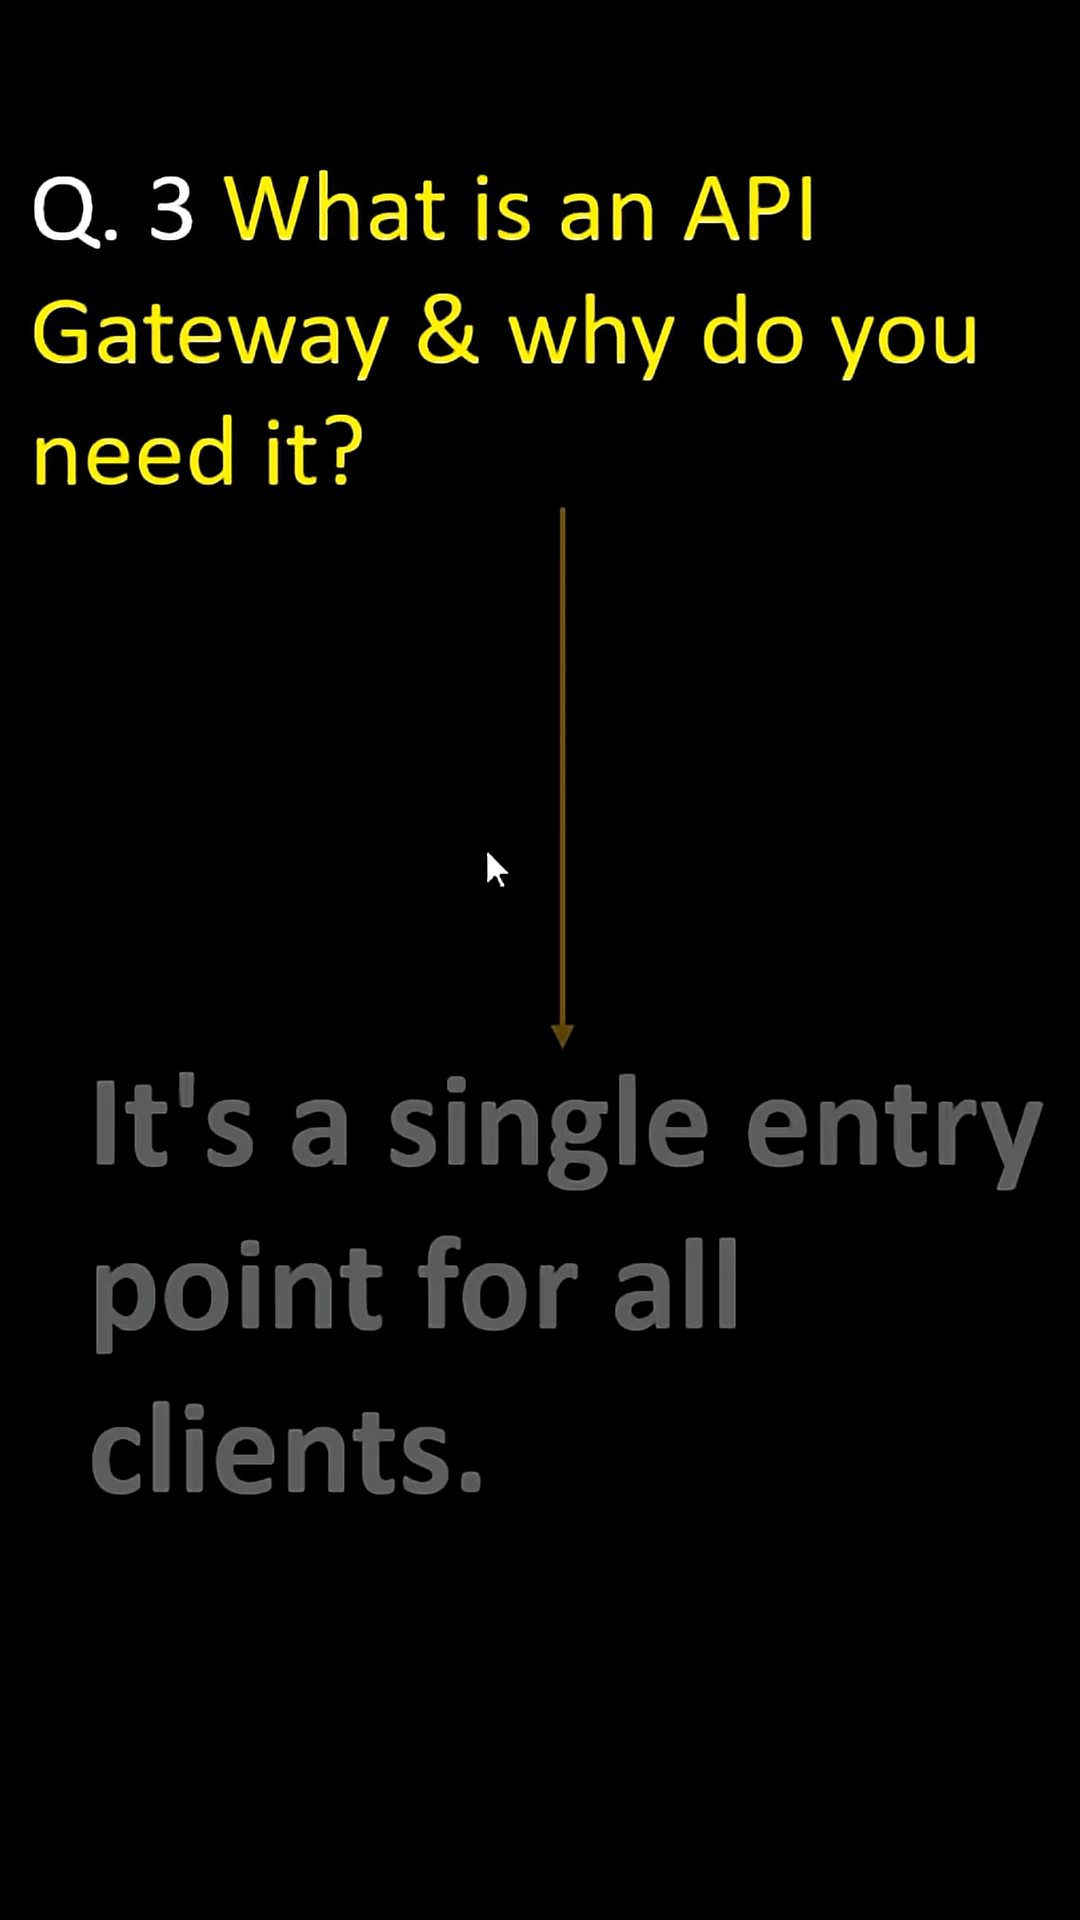 Q. 3 What is an API
Gateway & why do you
need it?
It's a single entry
point for all
clients.